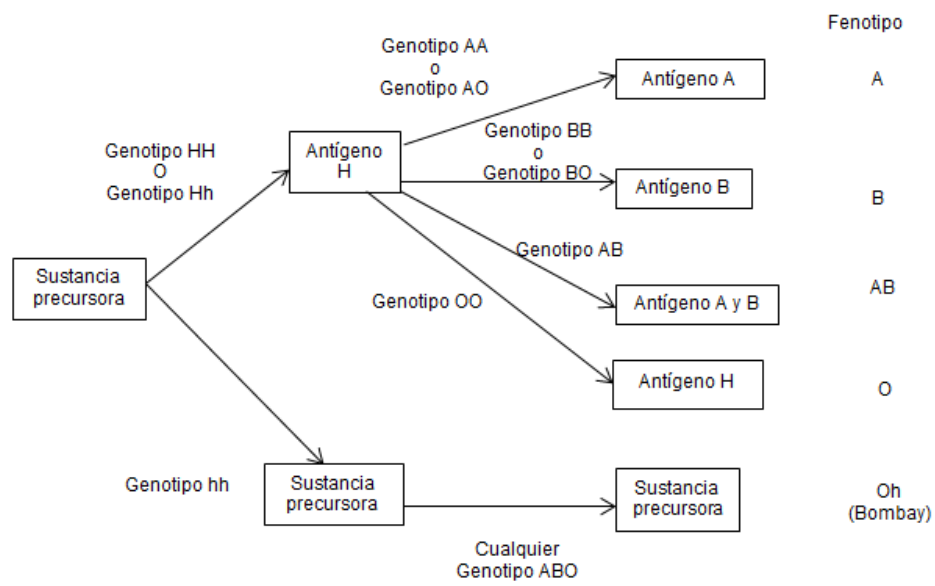 Fenotipo
Genotipo AA
o
Genotipo AO
Antígeno A
A
Genotipo BB
o
Genotipo BO
Genotipo HH
O
Genotipo Hh
Antígeno
H
Antígeno B
B
Genotipo AB
Sustancia
precursora
Genotipo OO
Antígeno A y B
AB
Antígeno H
O
Genotipo hh
Sustancia
precursora
Sustancia
precursora
Oh
(Bombay)
Cualquier
Genotipo ABO